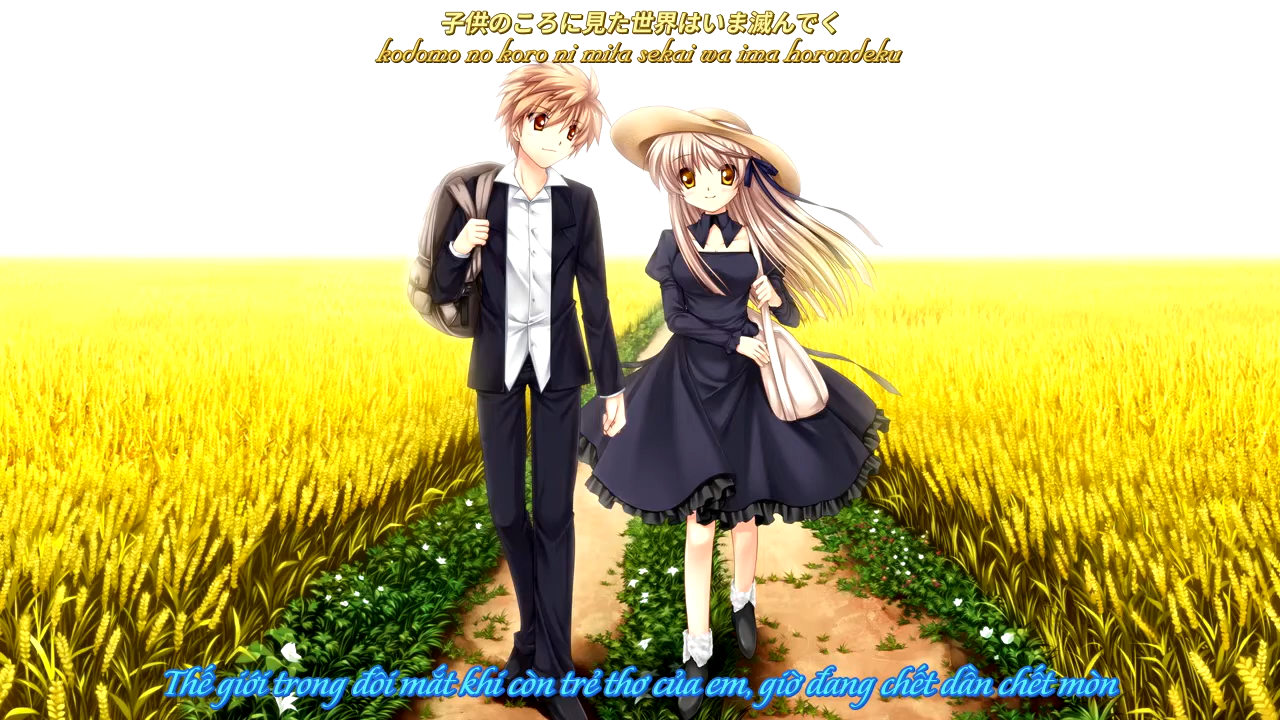 子供のころに見た世界はいま滅んでく
kodomo no koro ni mita sekai wa ima horondeku
Thế giới trong đôi mắt khi còn trẻ thơ của em, giờ đang chết dần chết mòn